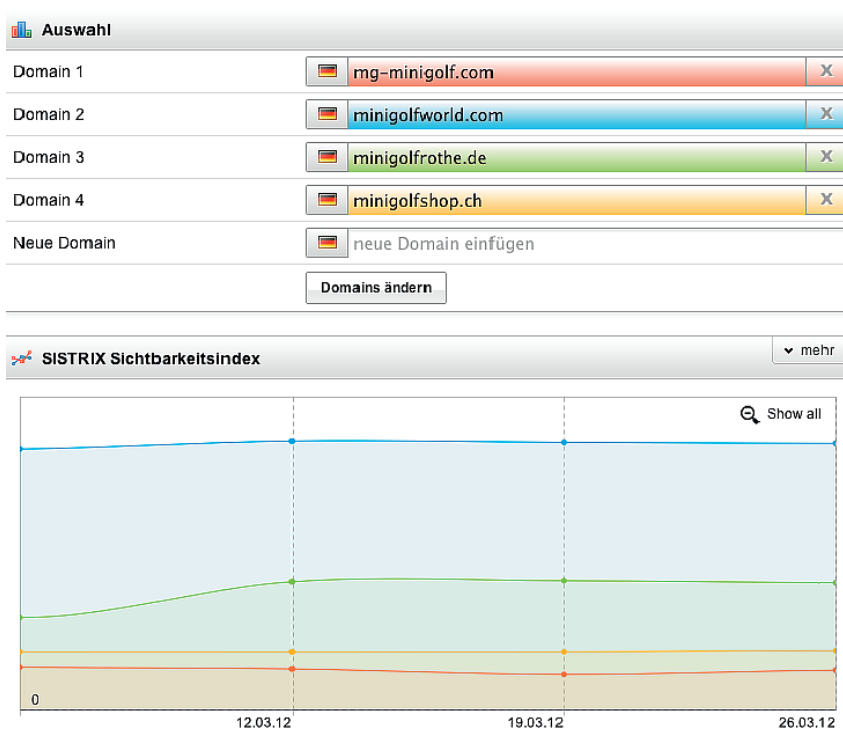 Auswahl
Domain 1 mg-minigolf.com X
Domain 2 minigolfworld.com X
Domain 3 minigolfrothe.de X
Domain 4 minigolfshop.ch X
Neue Domain neue Domain einfügen
Domains ändern
SISTRIX Sichtbarkeitsindex mehr
Show all
0
12.03.12 19.03.12 26.03.12